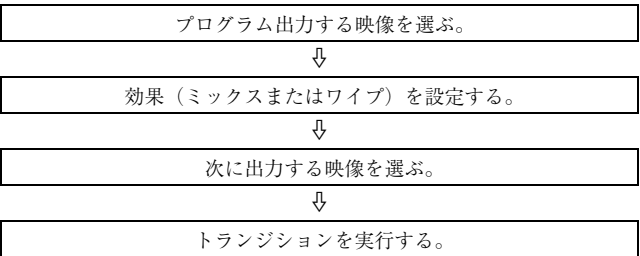 プログラム出力する映像を選ぶ。
⇩
効果（ミックスまたはワイプ）を設定する。
⇩
次に出力する映像を選ぶ。
⇩
トランジションを実行する。